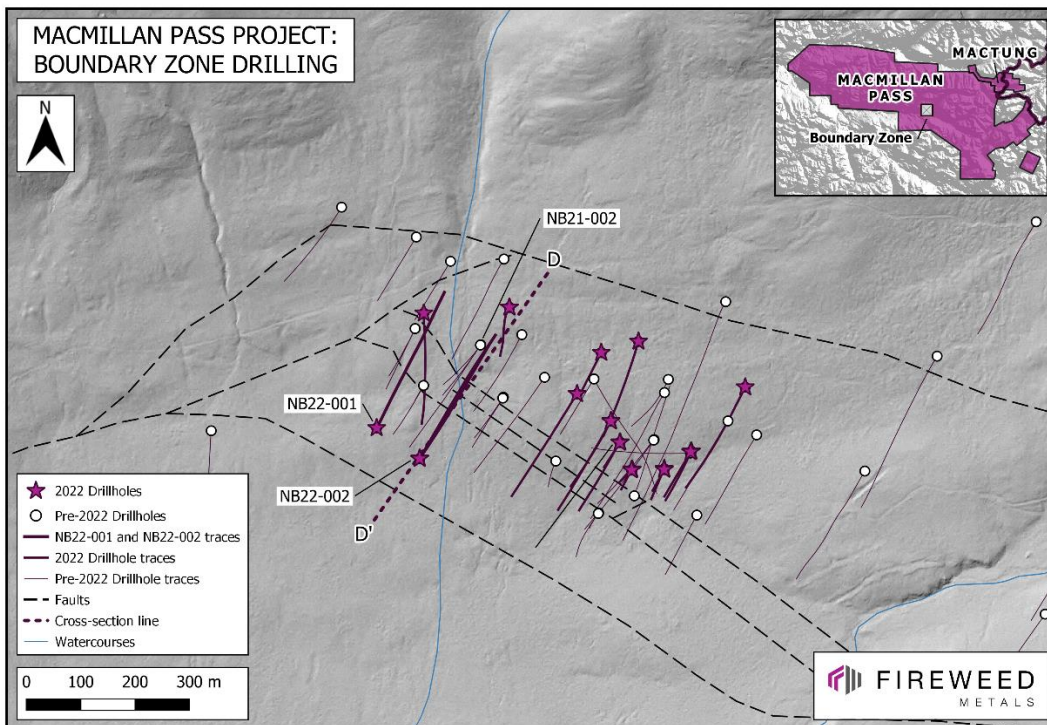 MACMILLAN PASS PROJECT:
BOUNDARY ZONE DRILLING
N
MACTUNG
MACMILLAN
PASS
Boundary Zone
NB21-002
D
NB22-001
NB22-002
D'
2022 Drillholes
Pre-2022 Drillholes
NB22-001 and NB22-002 traces
2022 Drillhole traces
Pre-2022 Drillhole traces
Faults
Cross-section line
Watercourses
0 100 200 300 m
FIREWEED
METALS